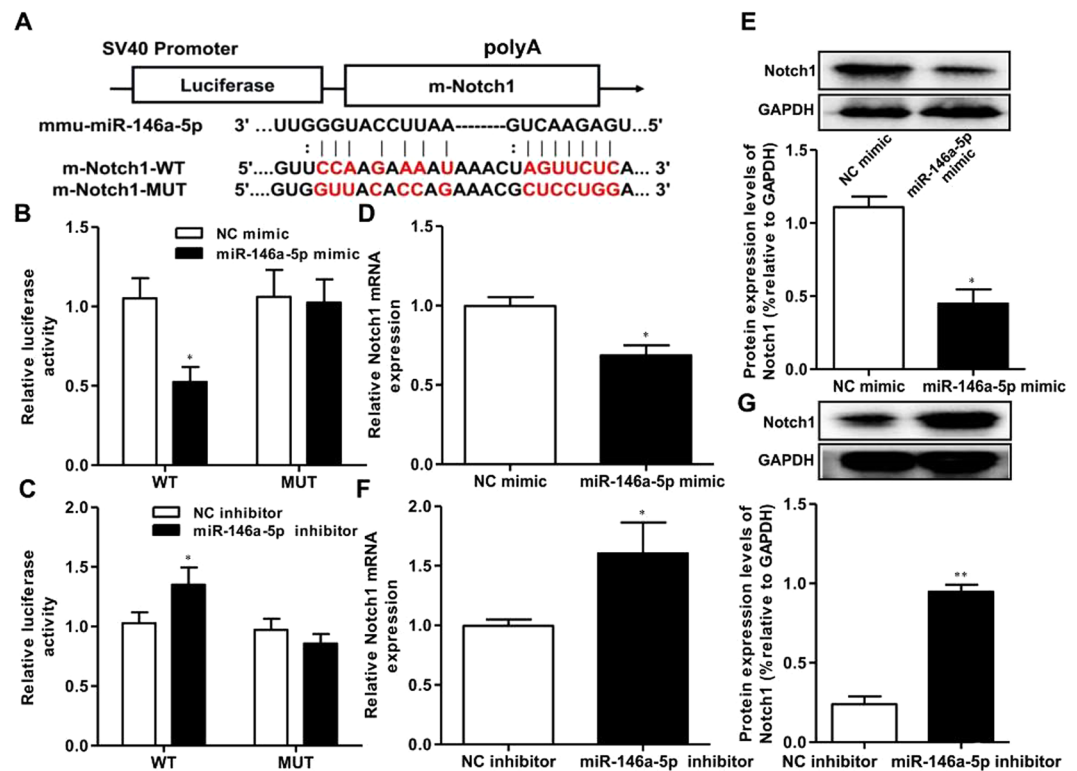 A
SV40 Promoter
polyA
Luciferase
m-Notch1
mmu-miR-146a-5p 3' ...UUGGGUACCUUAA--------GUCAAGAGU...5'
: | | | | | | | | : | | | | | | |
m-Notch1-WT 5'....GUUCCAAGAAAUAAACUAGUUCUCA... 3'
m-Notch1-MUT 5'....GUGGUUACACCAGAAACGCUCCUGGA... 3'
B
Relative luciferase activity
1.5
1.0
0.5
0.0
NC mimic
miR-146a-5p mimic
*
WT
MUT
C
Relative luciferase activity
2.0
1.5
1.0
0.5
0.0
NC inhibitor
miR-146a-5p inhibitor
*
WT
MUT
D
Relative Notch1 mRNA expression
1.5
1.0
0.5
0.0
*
NC mimic
miR-146a-5p mimic
F
Relative Notch1 mRNA expression
2.0
1.5
1.0
0.5
0.0
*
NC inhibitor
miR-146a-5p inhibitor
E
Notch1
GAPDH
NC mimic
miR-146a-5p mimic
Protein expression levels of Notch1 (% relative to GAPDH)
1.5
1.0
0.5
0.0
*
NC mimic
miR-146a-5p mimic
G
Notch1
GAPDH
Protein expression levels of Notch1 (% relative to GAPDH)
1.5
1.0
0.5
0.0
**
NC inhibitor
miR-146a-5p inhibitor